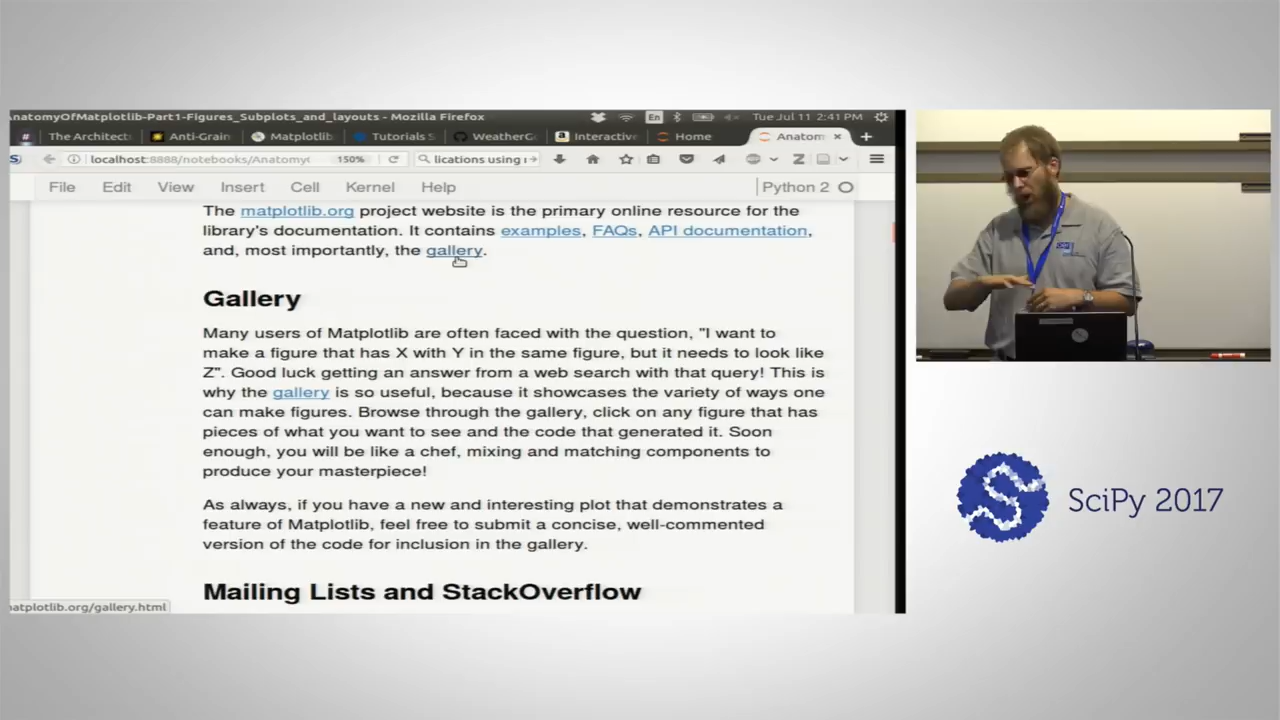 AnatomyOfMatplotlib-Part1-Figures_Subplots_and_layouts - Mozilla Firefox
En
Tue Jul 11 2:41 PM
#
The Architect
Anti-Grain
Matplotlib
Tutorials S
WeatherG
Interactive
Home
Anatom
localhost:8888/notebooks/Anatomy
150%
lications using
Z
File Edit View Insert Cell Kernel Help
Python 2
The matplotlib.org project website is the primary online resource for the
library's documentation. It contains examples, FAQs, API documentation,
and, most importantly, the gallery.
Gallery
Many users of Matplotlib are often faced with the question, "I want to
make a figure that has X with Y in the same figure, but it needs to look like
Z". Good luck getting an answer from a web search with that query! This is
why the gallery is so useful, because it showcases the variety of ways one
can make figures. Browse through the gallery, click on any figure that has
pieces of what you want to see and the code that generated it. Soon
enough, you will be like a chef, mixing and matching components to
produce your masterpiece!
As always, if you have a new and interesting plot that demonstrates a
feature of Matplotlib, feel free to submit a concise, well-commented
version of the code for inclusion in the gallery.
Mailing Lists and StackOverflow
matplotlib.org/gallery.html
SciPy 2017